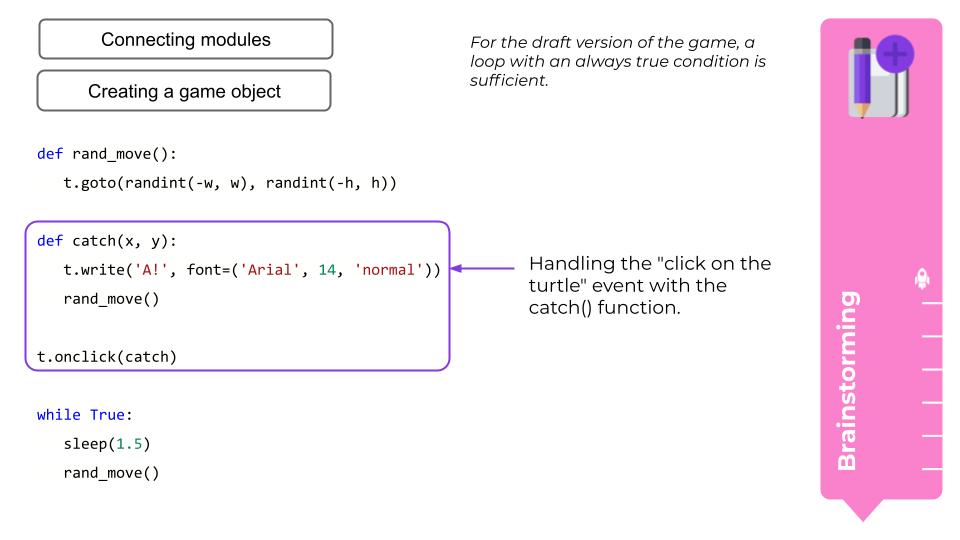 Connecting modules
Creating a game object
For the draft version of the game, a
loop with an always true condition is
sufficient.
def rand_move():
t.goto(randint(-w, w), randint(-h, h))
def catch(x, y):
t.write('A!', font=('Arial', 14, 'normal'))
rand_move()
t.onclick(catch)
Handling the "click on the
turtle" event with the
catch() function.
while True:
sleep(1.5)
rand_move()
Brainstorming